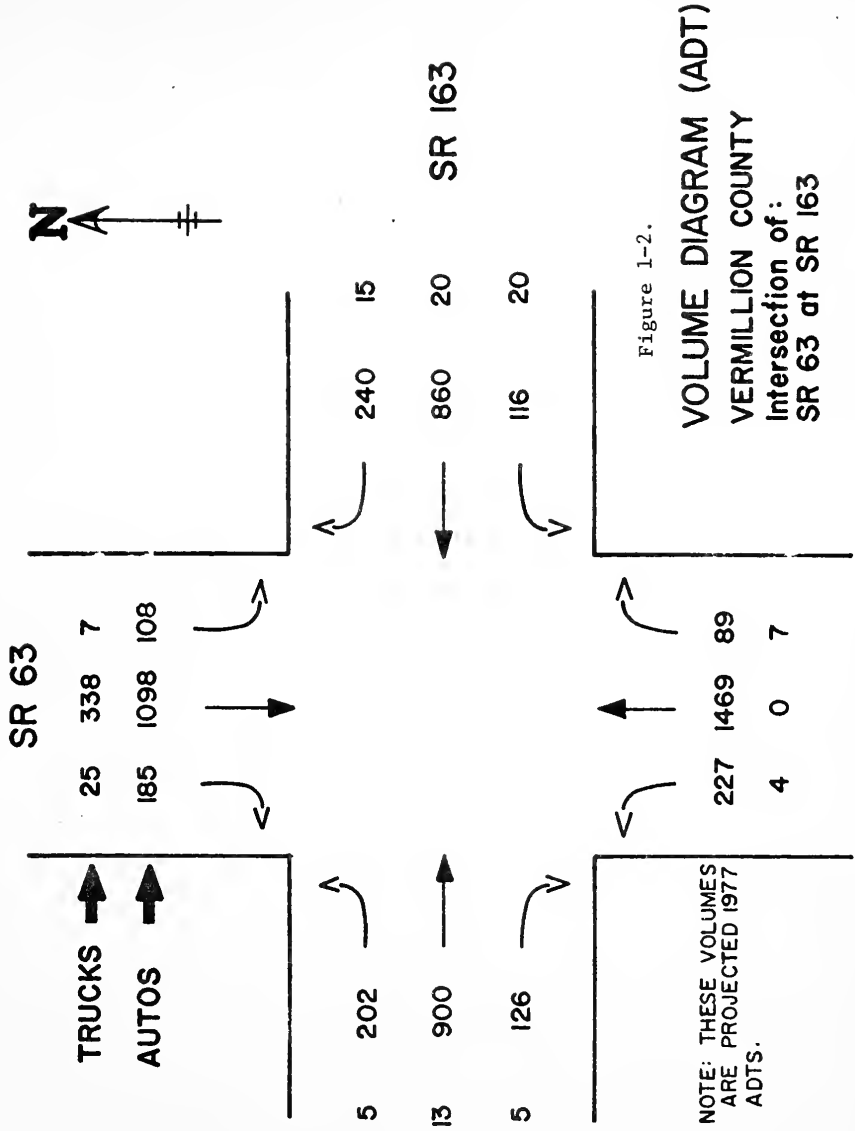 SR 63
N
TRUCKS 25 338 7
AUTOS 185 1098 108
5 202
13 900
5 126
240 15
860 20
116 20
SR 163
227 1469 89
4 0 7
NOTE: THESE VOLUMES
ARE PROJECTED 1977
ADTS.
Figure 1-2.
VOLUME DIAGRAM (ADT)
VERMILLION COUNTY
Intersection of:
SR 63 at SR 163